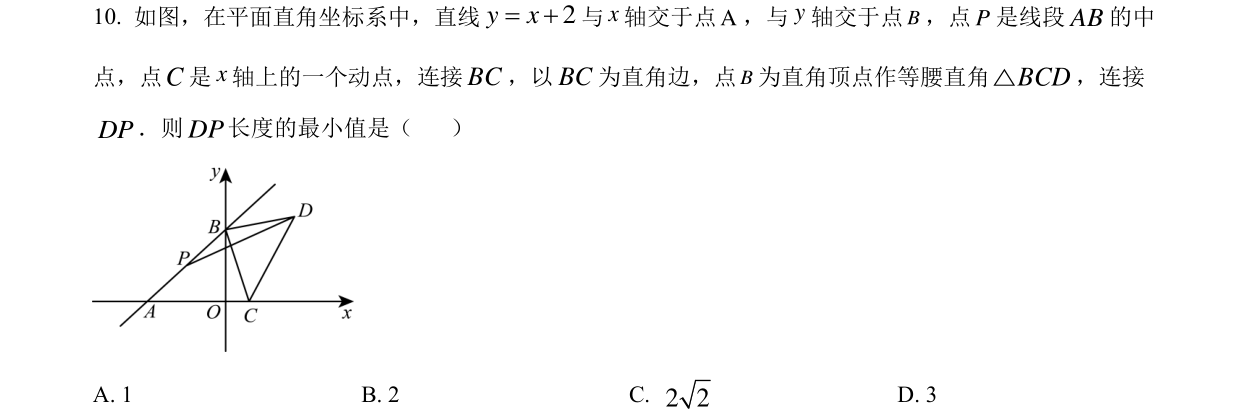 10. 如图，在平面直角坐标系中，直线 y = x + 2 与 x 轴交于点 A ，与 y 轴交于点 B ，点 P 是线段 AB 的中
点，点 C 是 x 轴上的一个动点，连接 BC ，以 BC 为直角边，点 B 为直角顶点作等腰直角 △BCD ，连接
DP ．则 DP 长度的最小值是（ ）
y
B
D
P
A
O
C
x
A. 1 B. 2 C. 2√2 D. 3